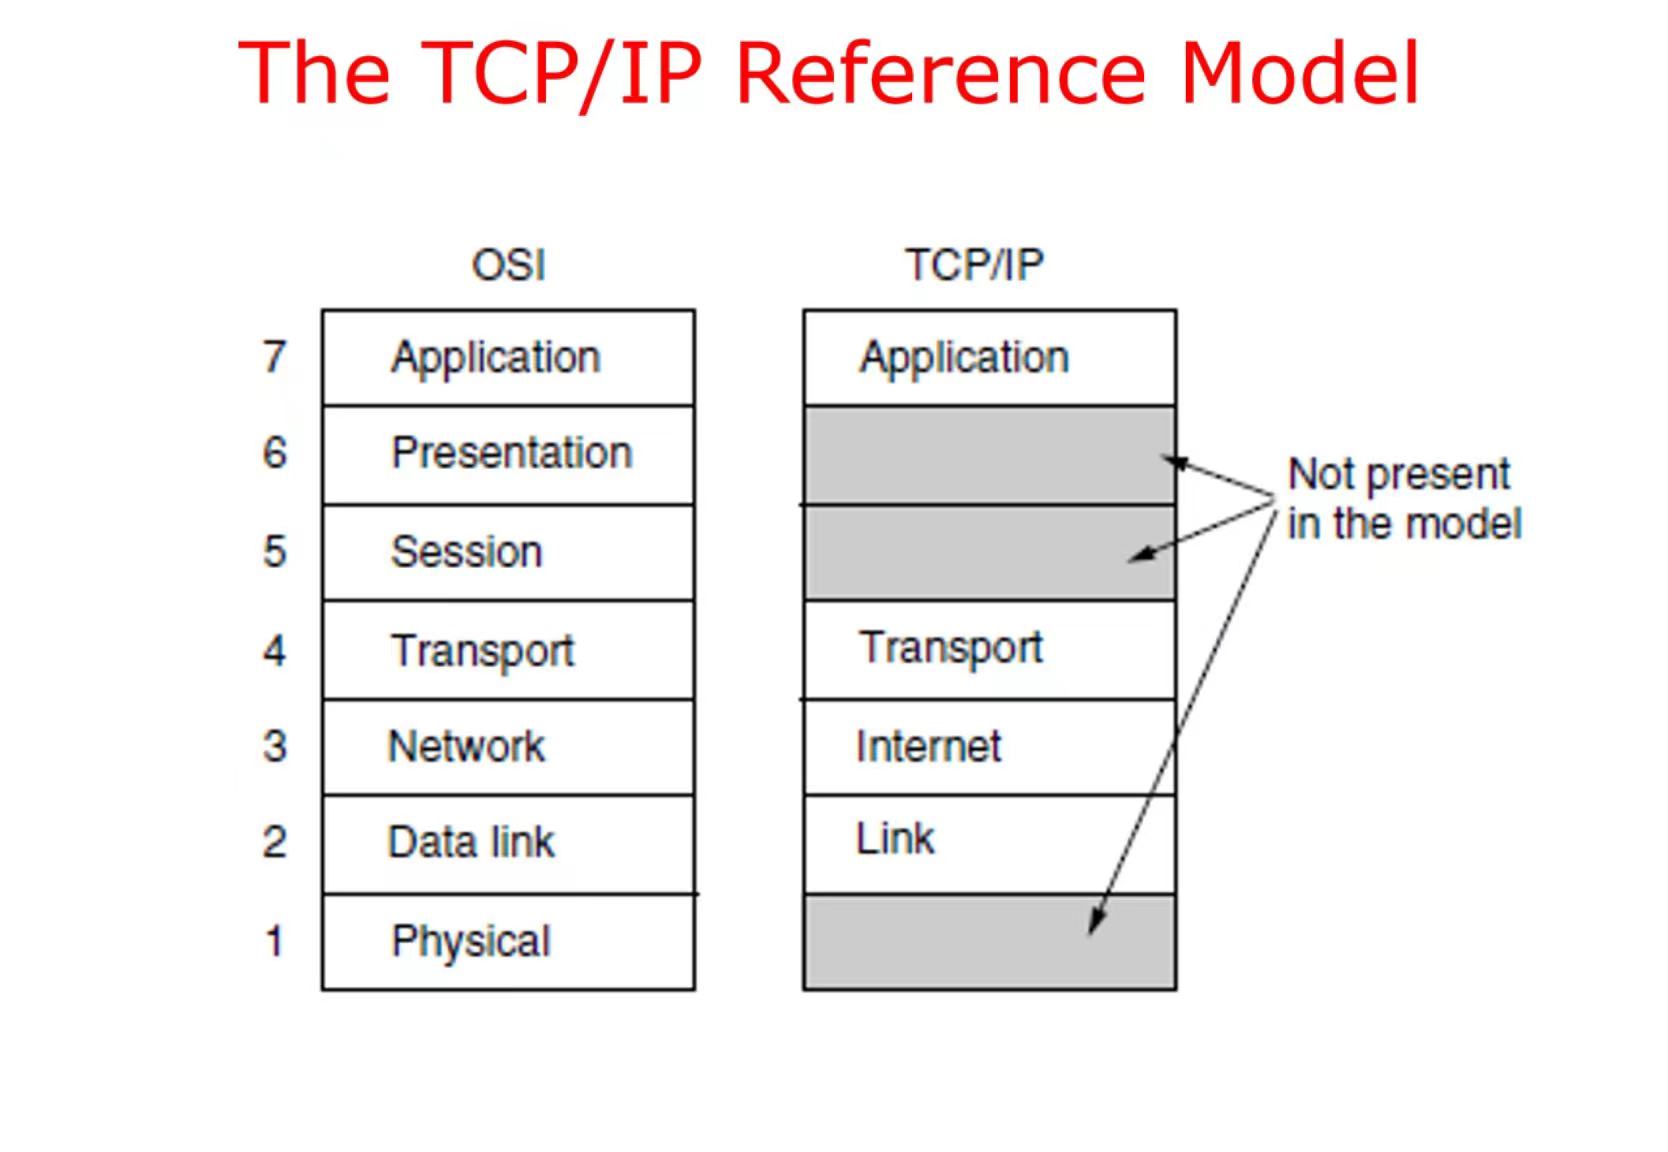 The TCP/IP Reference Model
OSI
TCP/IP
7 Application Application
6 Presentation
Not present
in the model
5 Session
4 Transport Transport
3 Network Internet
2 Data link Link
1 Physical